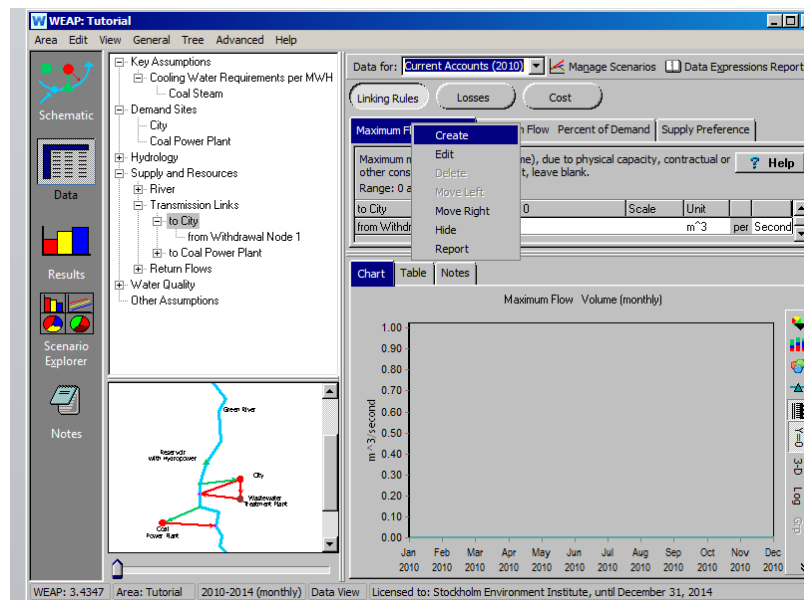 WEAP: Tutorial
Area Edit View General Tree Advanced Help
Schematic
Data
Results
Scenario
Explorer
Notes
Key Assumptions
Cooling Water Requirements per MWH
Coal Steam
Demand Sites
City
Coal Power Plant
Hydrology
Supply and Resources
River
Transmission Links
to City
from Withdrawal Node 1
to Coal Power Plant
Return Flows
Water Quality
Other Assumptions
Green River
Reservoir
with Hydropower
City
Wastewater
Treatment Plant
Coal
Power Plant
Data for: Current Accounts (2010) Manage Scenarios Data Expressions Report
Linking Rules Losses Cost
Maximum Fl Flow Percent of Demand Supply Preference
Create
Edit
Delete
Move Left
Move Right
Hide
Report
Maximum m me), due to physical capacity, contractual or
other cons t, leave blank.
Range: 0 a
? Help
to City 0 Scale Unit
from Withdr m^3 per Second
Chart Table Notes
Maximum Flow Volume (monthly)
m^3/second
1.00
0.90
0.80
0.70
0.60
0.50
0.40
0.30
0.20
0.10
0.00
Jan Feb Mar Apr May Jun Jul Aug Sep Oct Nov Dec
2010 2010 2010 2010 2010 2010 2010 2010 2010 2010 2010 2010
Y=0
3-D
Log
Grp
WEAP: 3.4347 Area: Tutorial 2010-2014 (monthly) Data View Licensed to: Stockholm Environment Institute, until December 31, 2014